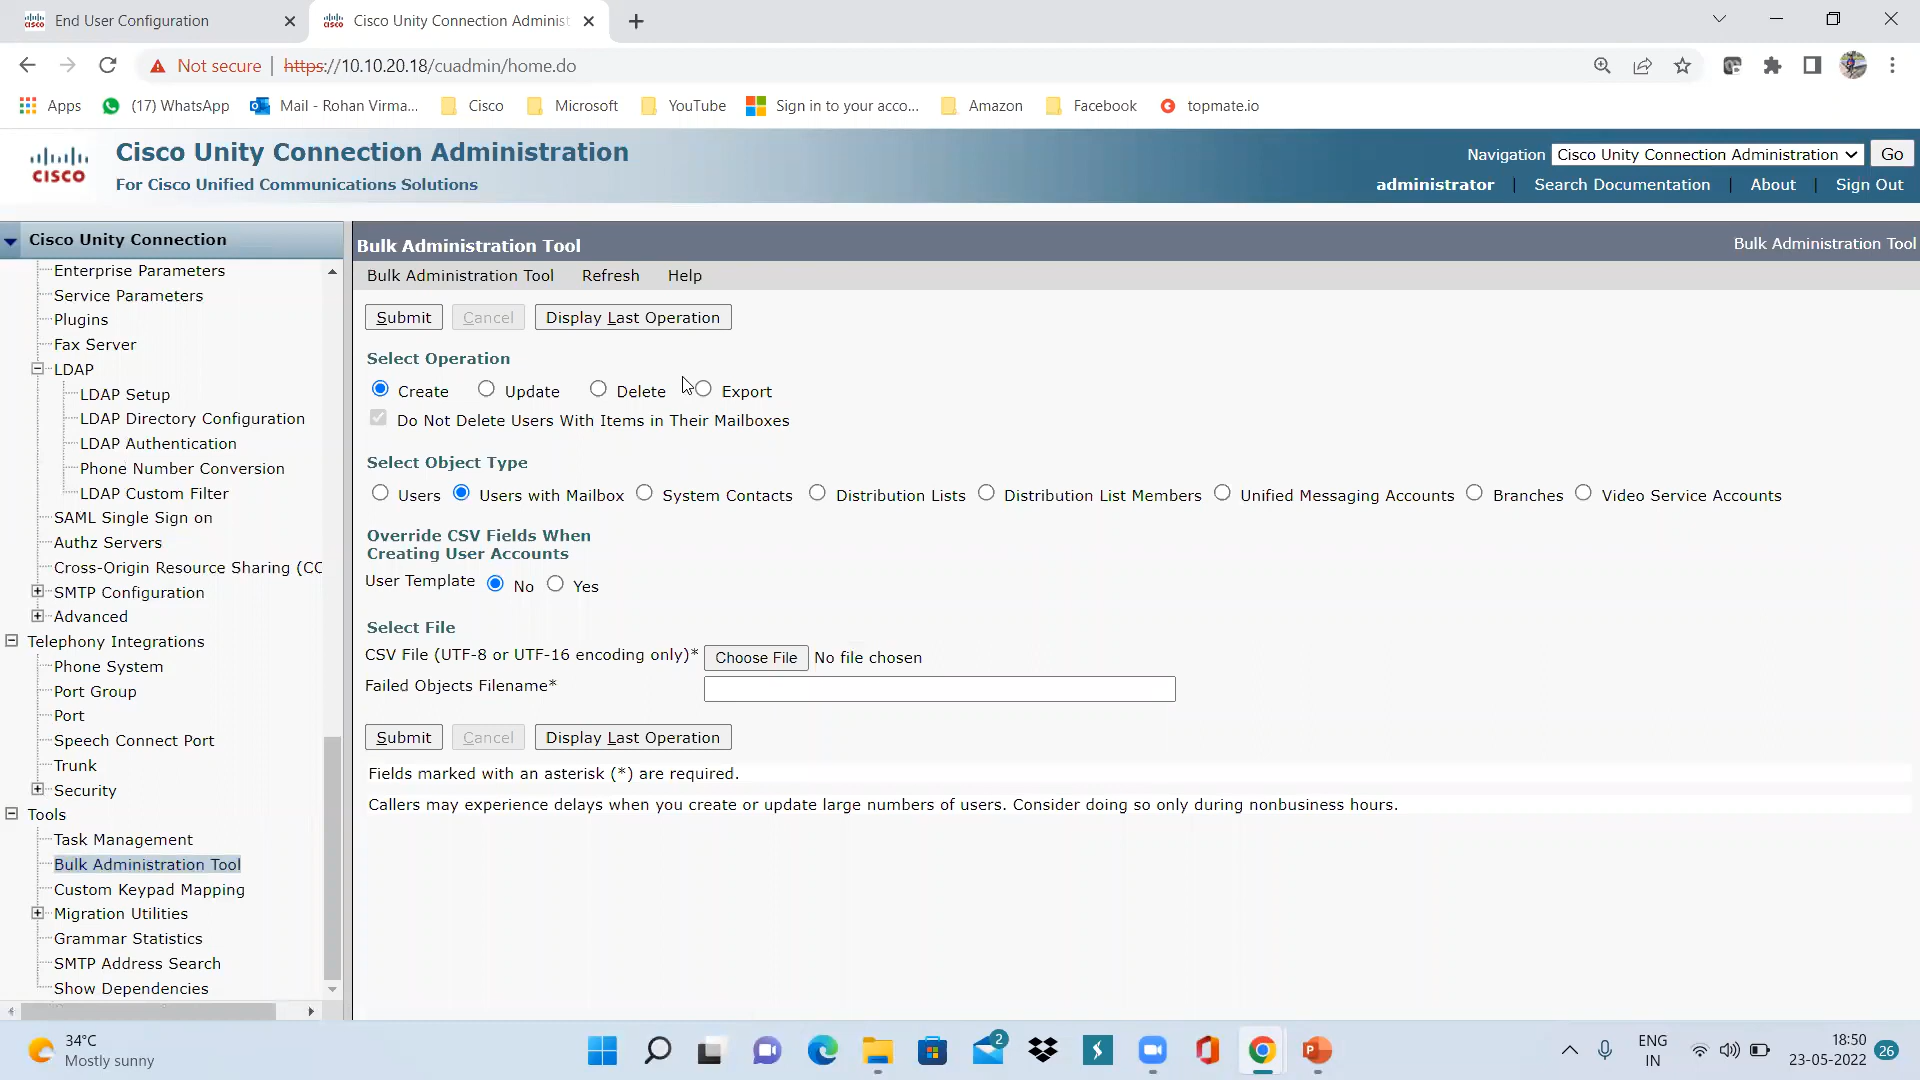 End User Configuration
Cisco Unity Connection Administ
Not secure | https://10.10.20.18/cuadmin/home.do
Apps (17) WhatsApp Mail - Rohan Virma... Cisco Microsoft YouTube Sign in to your acco... Amazon Facebook topmate.io
cisco
Cisco Unity Connection Administration
For Cisco Unified Communications Solutions
Navigation Cisco Unity Connection Administration Go
administrator | Search Documentation | About | Sign Out
Cisco Unity Connection
Enterprise Parameters
Service Parameters
Plugins
Fax Server
LDAP
LDAP Setup
LDAP Directory Configuration
LDAP Authentication
Phone Number Conversion
LDAP Custom Filter
SAML Single Sign on
Authz Servers
Cross-Origin Resource Sharing (CO
SMTP Configuration
Advanced
Telephony Integrations
Phone System
Port Group
Port
Speech Connect Port
Trunk
Security
Tools
Task Management
Bulk Administration Tool
Custom Keypad Mapping
Migration Utilities
Grammar Statistics
SMTP Address Search
Show Dependencies
Bulk Administration Tool
Bulk Administration Tool
Bulk Administration Tool Refresh Help
Submit Cancel Display Last Operation
Select Operation
Create Update Delete Export
Do Not Delete Users With Items in Their Mailboxes
Select Object Type
Users Users with Mailbox System Contacts Distribution Lists Distribution List Members Unified Messaging Accounts Branches Video Service Accounts
Override CSV Fields When
Creating User Accounts
User Template No Yes
Select File
CSV File (UTF-8 or UTF-16 encoding only)* Choose File No file chosen
Failed Objects Filename*
Submit Cancel Display Last Operation
Fields marked with an asterisk (*) are required.
Callers may experience delays when you create or update large numbers of users. Consider doing so only during nonbusiness hours.
34°C
Mostly sunny
2
ENG
IN
18:50
23-05-2022
26